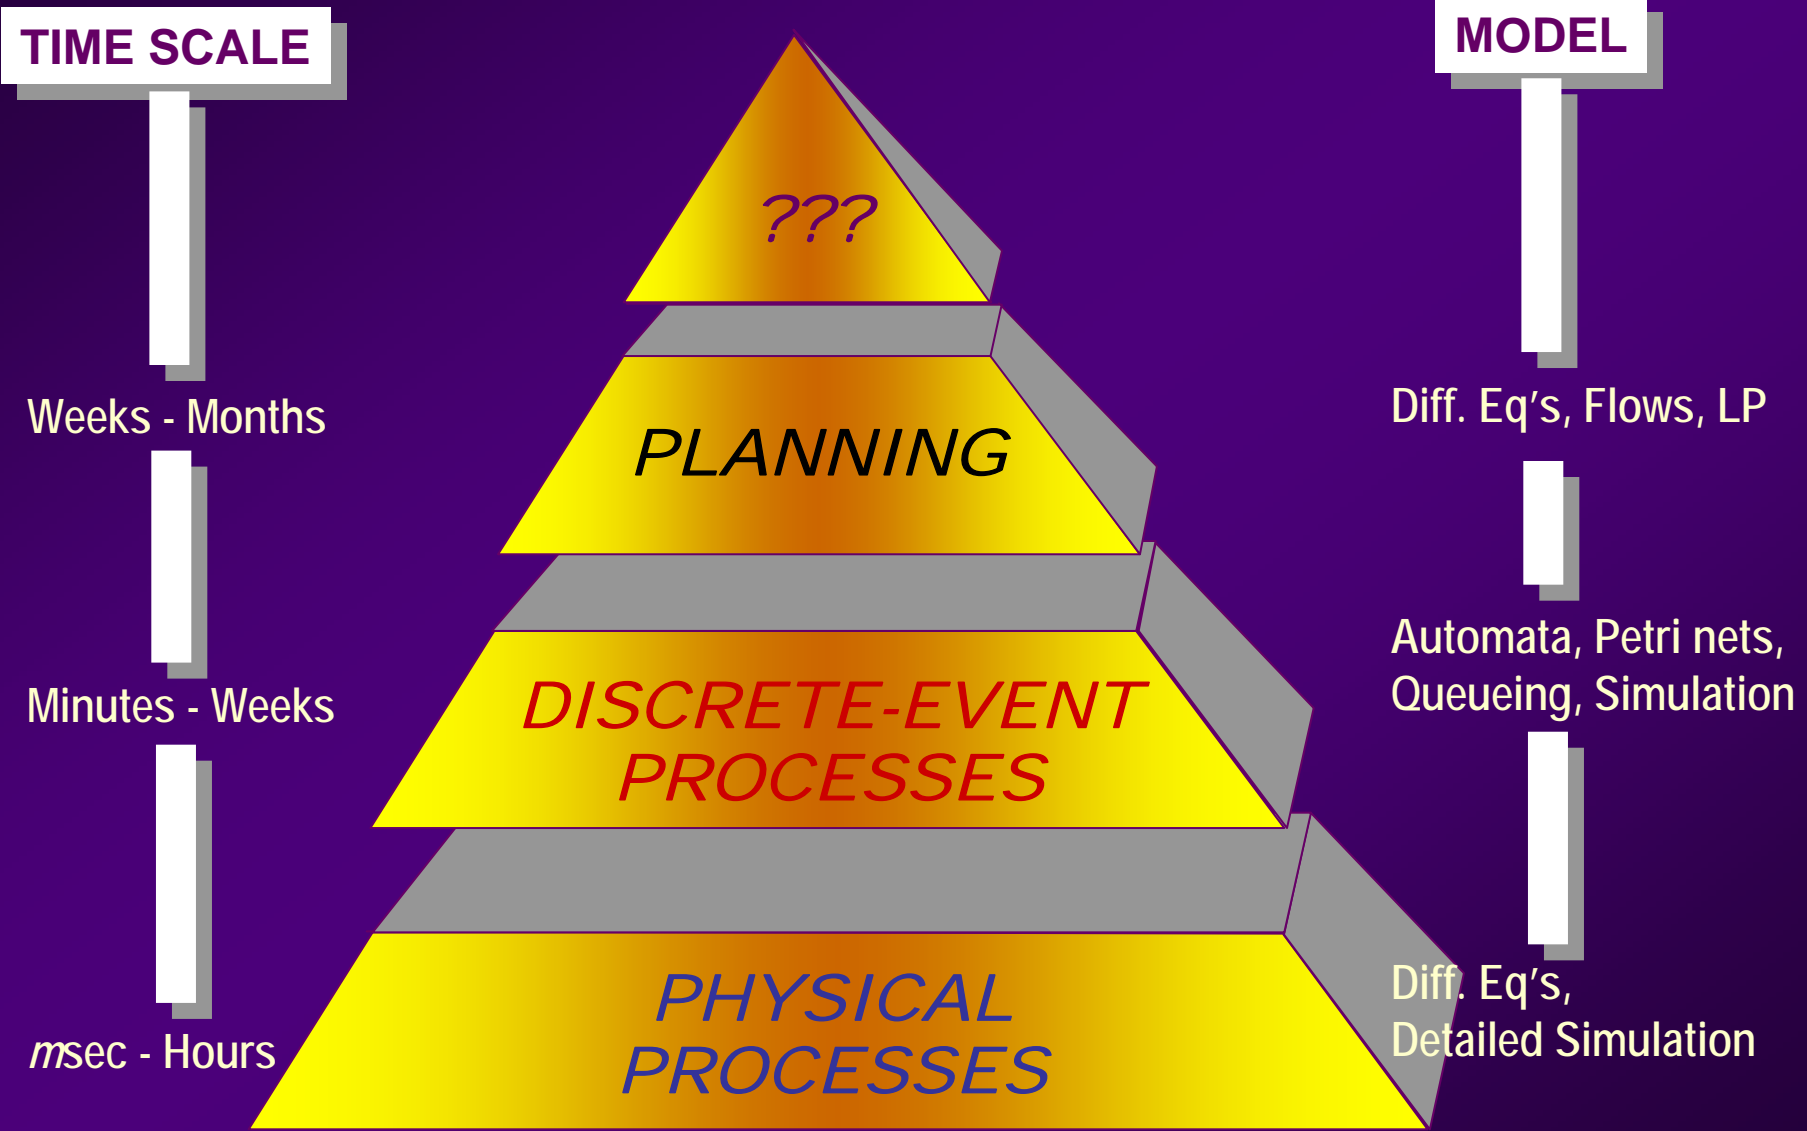 TIME SCALE
MODEL
???
Weeks - Months
PLANNING
Diff. Eq's, Flows, LP
Minutes - Weeks
DISCRETE-EVENT
PROCESSES
Automata, Petri nets,
Queueing, Simulation
msec - Hours
PHYSICAL
PROCESSES
Diff. Eq's,
Detailed Simulation